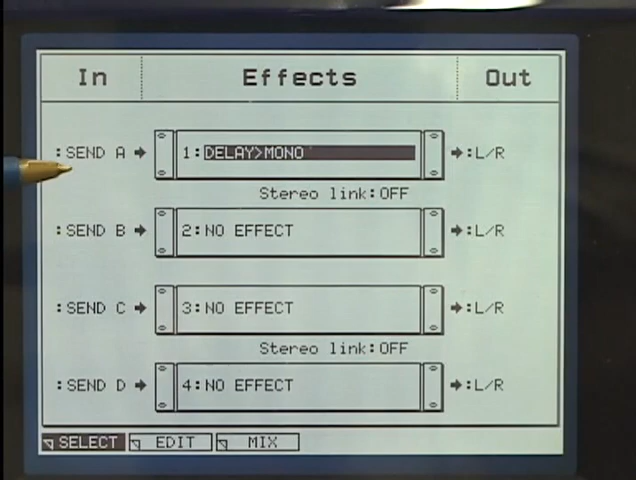 In Effects Out
:SEND A 1:DELAY>MONO :L/R
Stereo link:OFF
:SEND B 2:NO EFFECT :L/R
:SEND C 3:NO EFFECT :L/R
Stereo link:OFF
:SEND D 4:NO EFFECT :L/R
SELECT EDIT MIX